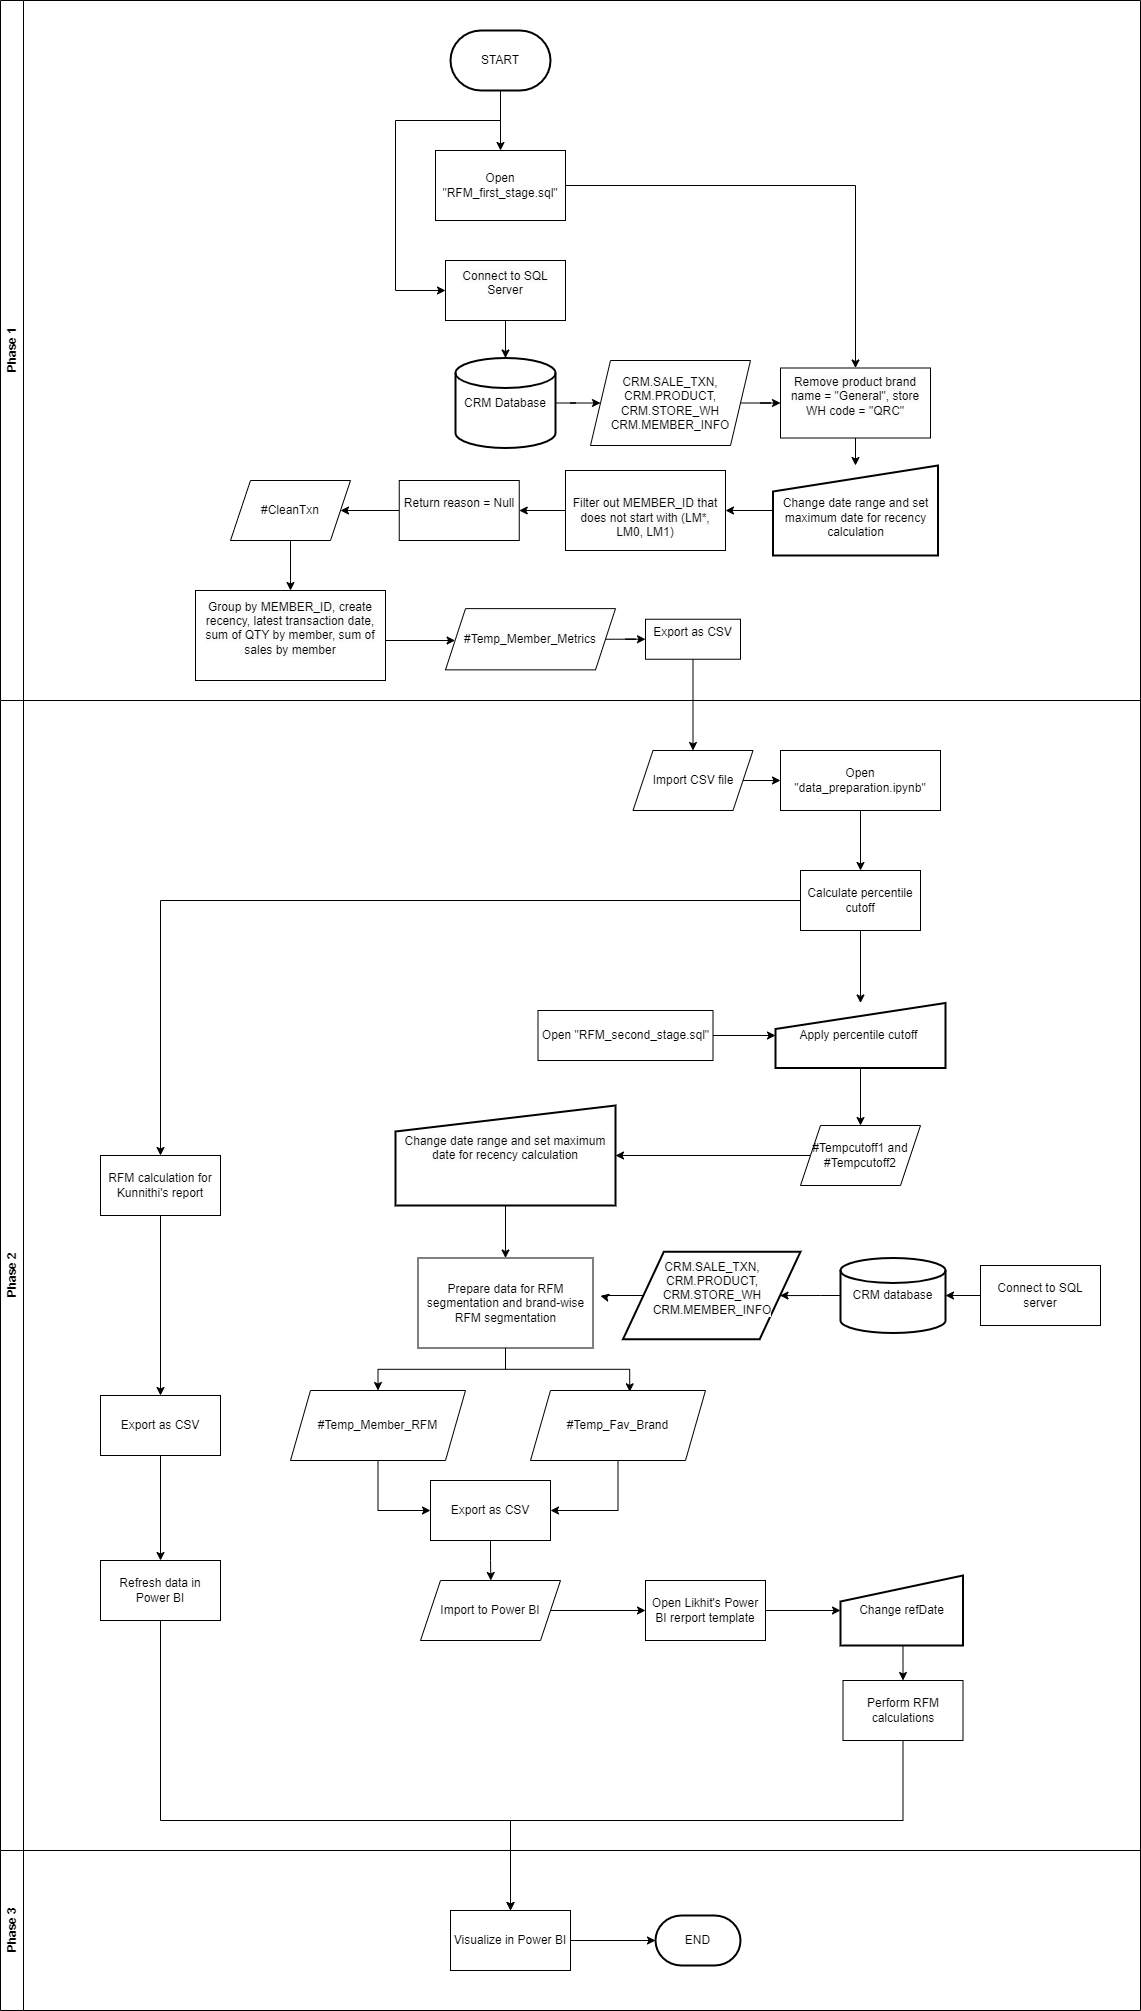 Phase 1
START
Open
"RFM_first_stage.sql"
Connect to SQL
Server
CRM Database
CRM.SALE_TXN,
CRM.PRODUCT,
CRM.STORE_WH
CRM.MEMBER_INFO
Remove product brand
name = "General", store
WH code = "QRC"
Change date range and set
maximum date for recency
calculation
Filter out MEMBER_ID that
does not start with (LM*,
LM0, LM1)
Return reason = Null
#CleanTxn
Group by MEMBER_ID, create
recency, latest transaction date,
sum of QTY by member, sum of
sales by member
#Temp_Member_Metrics
Export as CSV
Phase 2
Import CSV file
Open
"data_preparation.ipynb"
Calculate percentile
cutoff
Open "RFM_second_stage.sql"
Apply percentile cutoff
#Tempcutoff1 and
#Tempcutoff2
Change date range and set maximum
date for recency calculation
RFM calculation for
Kunnithi's report
Prepare data for RFM
segmentation and brand-wise
RFM segmentation
CRM.SALE_TXN,
CRM.PRODUCT,
CRM.STORE_WH
CRM.MEMBER_INFO
CRM database
Connect to SQL
server
#Temp_Member_RFM
#Temp_Fav_Brand
Export as CSV
Export as CSV
Refresh data in
Power BI
Import to Power BI
Open Likhit's Power
BI rerport template
Change refDate
Perform RFM
calculations
Phase 3
Visualize in Power BI
END